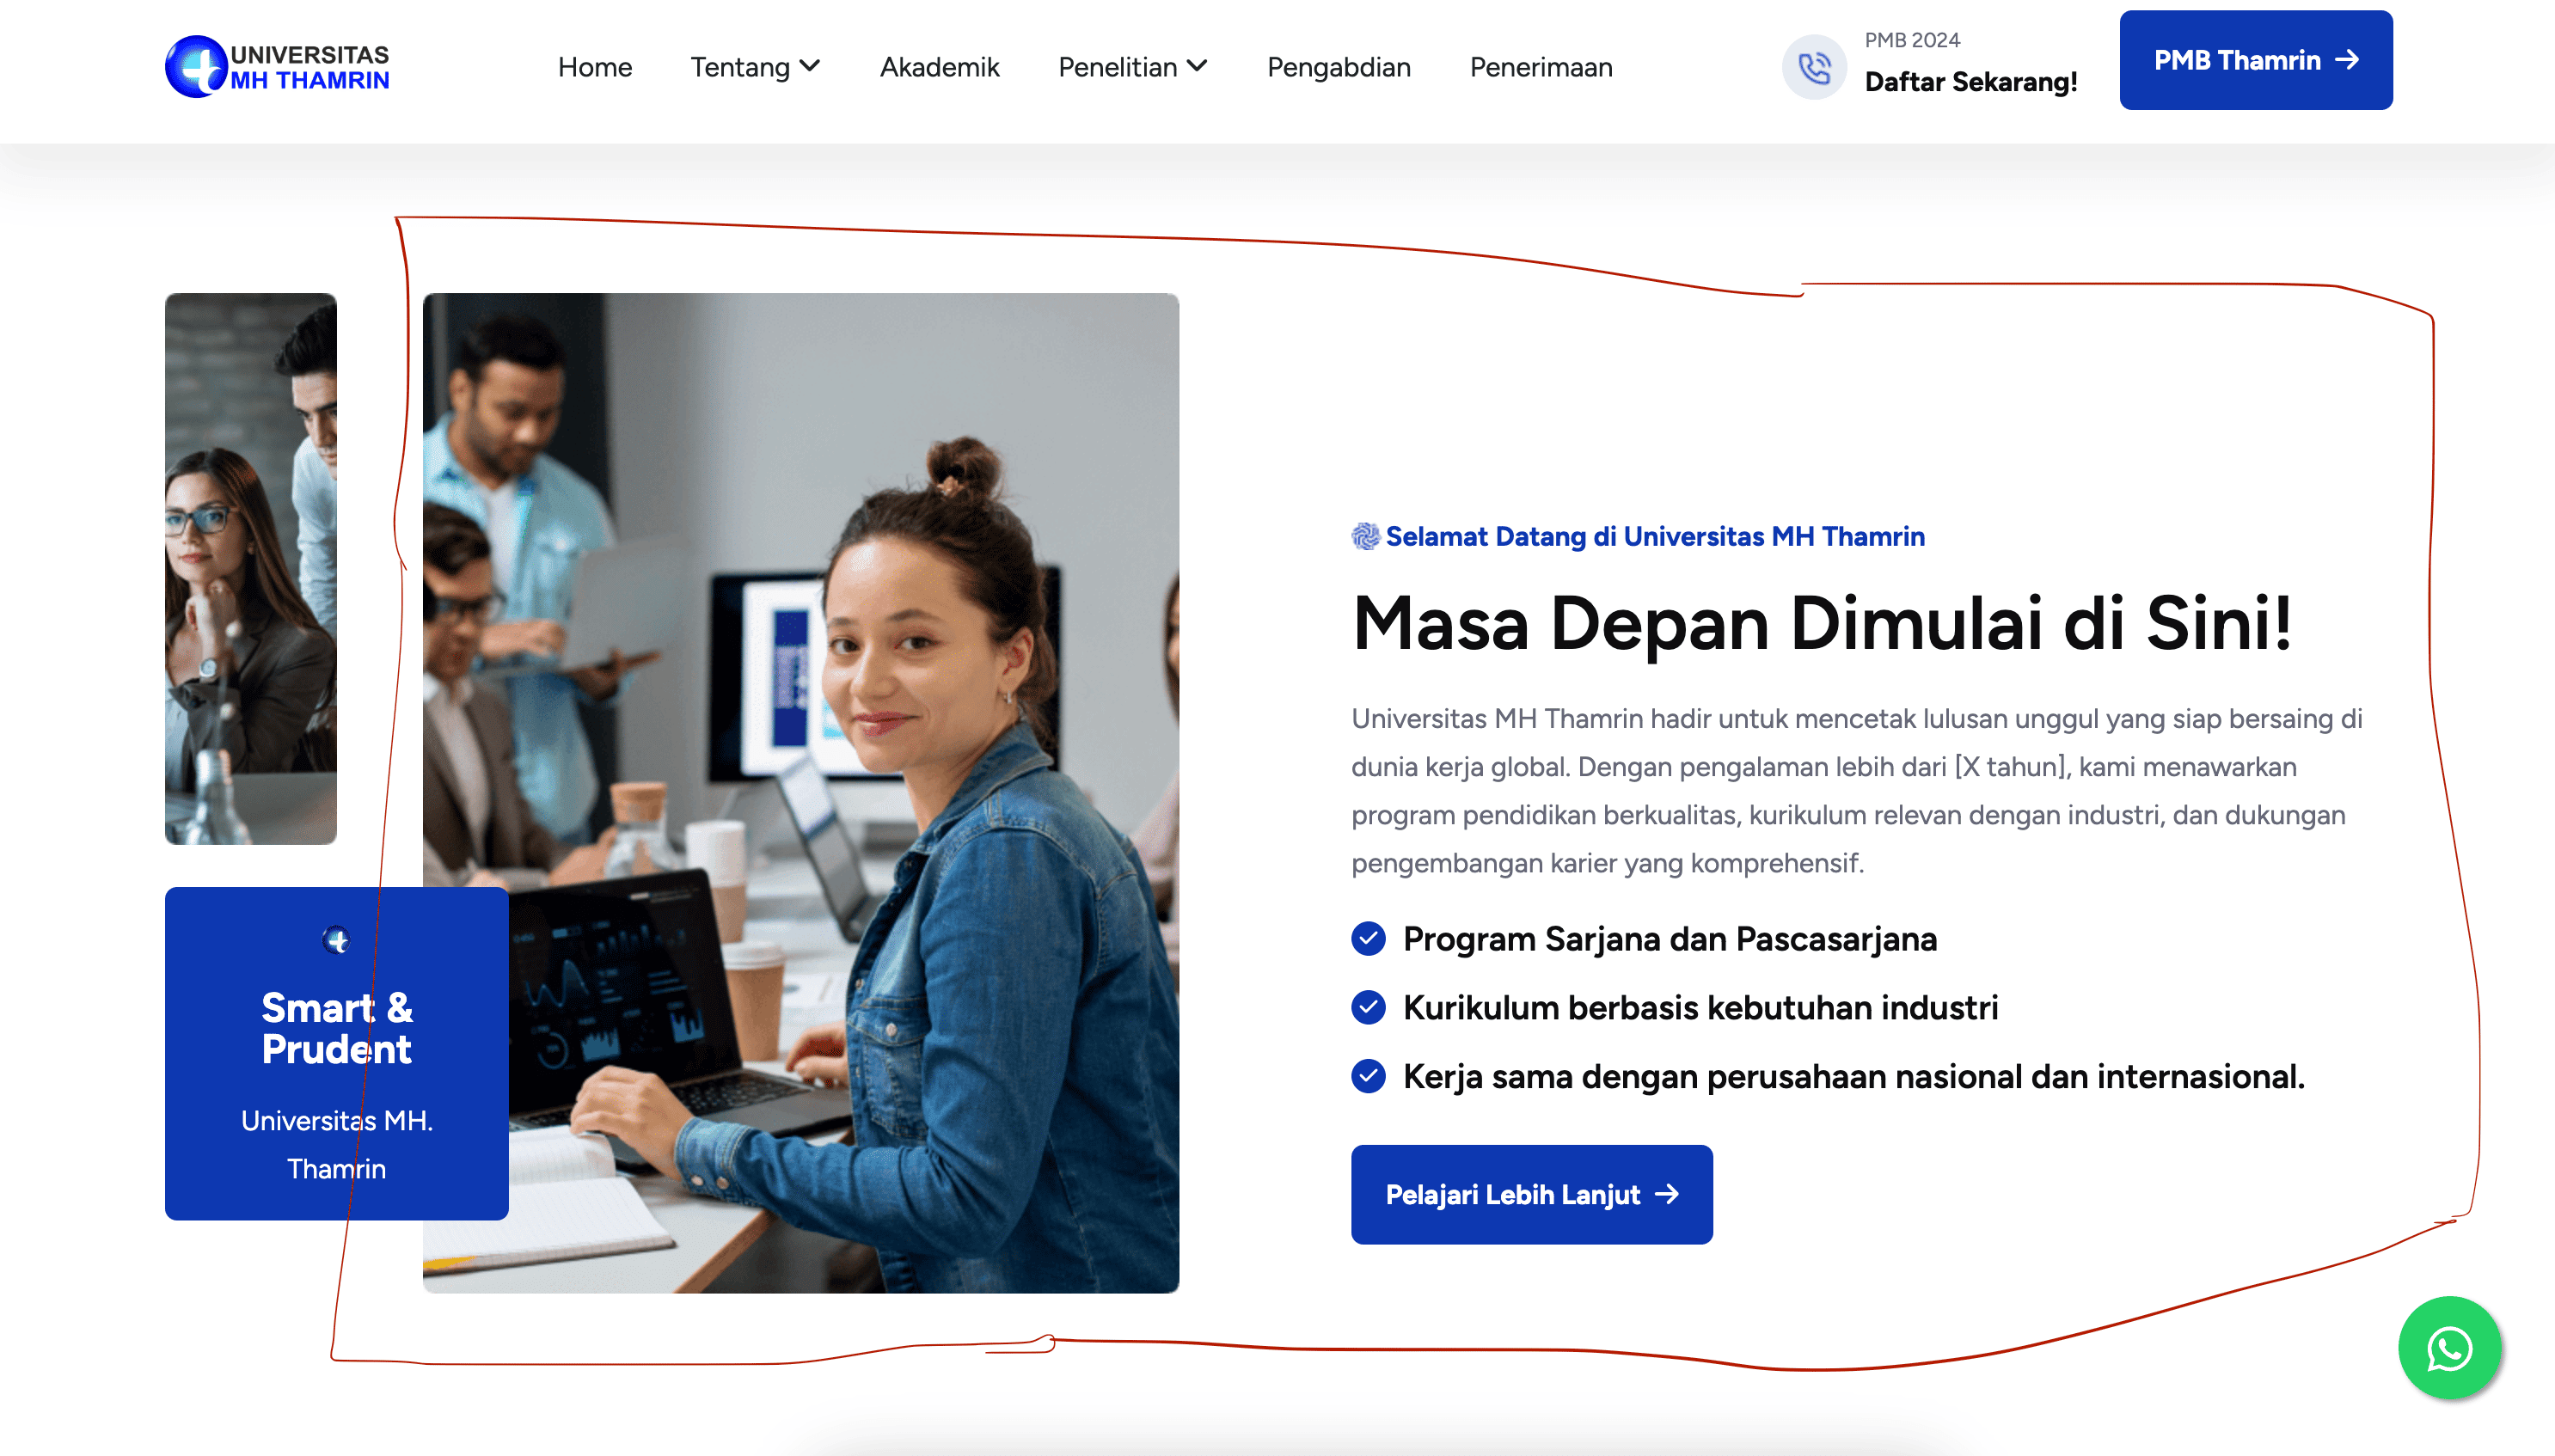 UNIVERSITAS
MH THAMRIN
Home
Tentang
Akademik
Penelitian
Pengabdian
Penerimaan
PMB 2024
Daftar Sekarang!
PMB Thamrin
Smart &
Prudent
Universitas MH.
Thamrin
Selamat Datang di Universitas MH Thamrin
Masa Depan Dimulai di Sini!
Universitas MH Thamrin hadir untuk mencetak lulusan unggul yang siap bersaing di
dunia kerja global. Dengan pengalaman lebih dari [X tahun], kami menawarkan
program pendidikan berkualitas, kurikulum relevan dengan industri, dan dukungan
pengembangan karier yang komprehensif.
Program Sarjana dan Pascasarjana
Kurikulum berbasis kebutuhan industri
Kerja sama dengan perusahaan nasional dan internasional.
Pelajari Lebih Lanjut